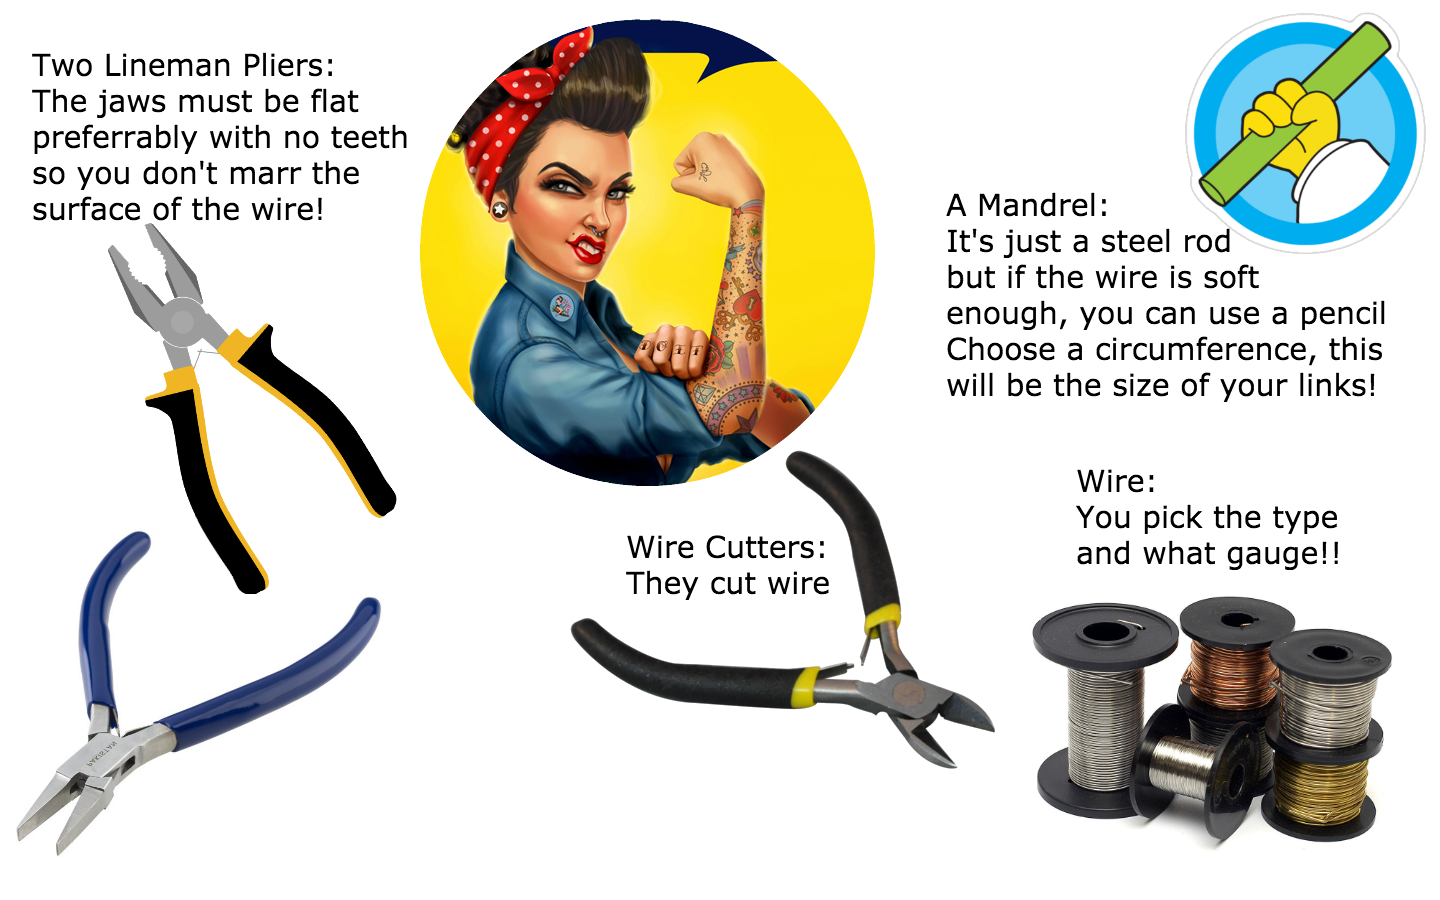 Two Lineman Pliers:
The jaws must be flat
preferrably with no teeth
so you don't marr the
surface of the wire!
A Mandrel:
It's just a steel rod
but if the wire is soft
enough, you can use a pencil
Choose a circumference, this
will be the size of your links!
Wire Cutters:
They cut wire
Wire:
You pick the type
and what gauge!!